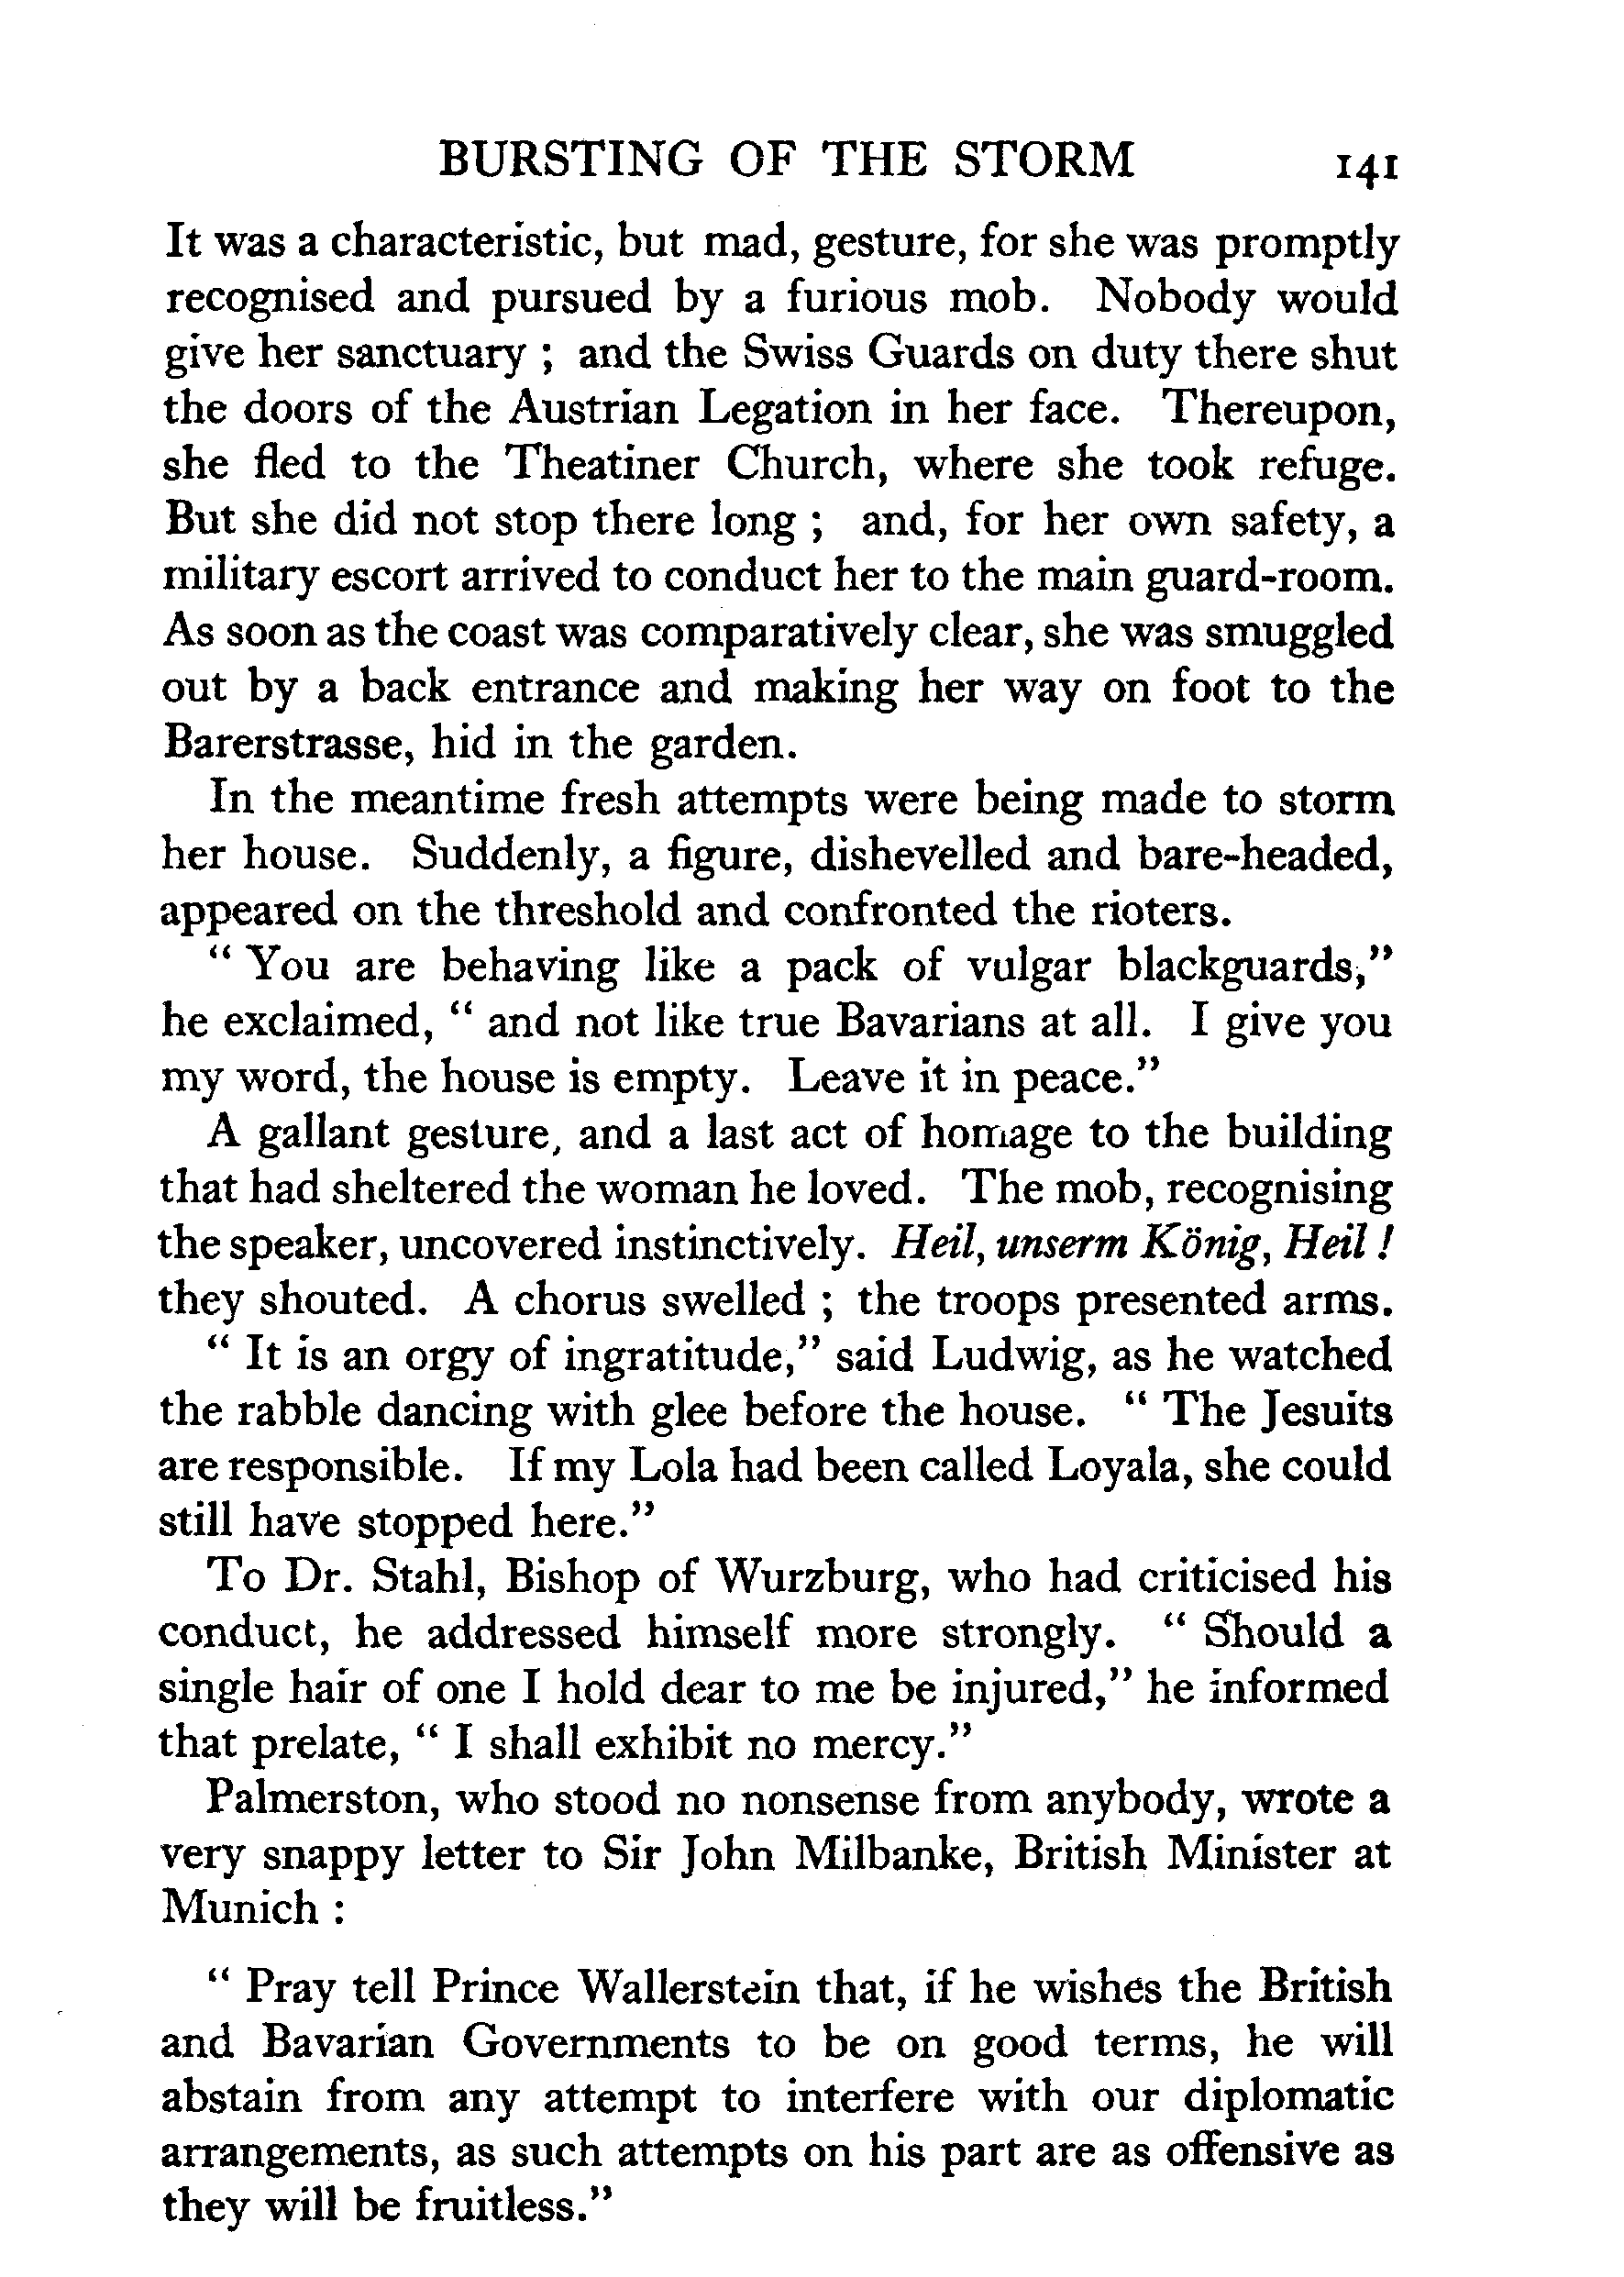 BURSTING OF THE STORM 141
It was a characteristic, but mad, gesture, for she was promptly
recognised and pursued by a furious mob. Nobody would
give her sanctuary ; and the Swiss Guards on duty there shut
the doors of the Austrian Legation in her face. Thereupon,
she fled to the Theatiner Church, where she took refuge.
But she did not stop there long ; and, for her own safety, a
military escort arrived to conduct her to the main guard-room.
As soon as the coast was comparatively clear, she was smuggled
out by a back entrance and making her way on foot to the
Barerstrasse, hid in the garden.
In the meantime fresh attempts were being made to storm
her house. Suddenly, a figure, dishevelled and bare-headed,
appeared on the threshold and confronted the rioters.
“ You are behaving like a pack of vulgar blackguards,”
he exclaimed, “ and not like true Bavarians at all. I give you
my word, the house is empty. Leave it in peace.”
A gallant gesture, and a last act of homage to the building
that had sheltered the woman he loved. The mob, recognising
the speaker, uncovered instinctively. Heil, unserm König, Heil !
they shouted. A chorus swelled ; the troops presented arms.
“ It is an orgy of ingratitude,” said Ludwig, as he watched
the rabble dancing with glee before the house. “ The Jesuits
are responsible. If my Lola had been called Loyala, she could
still have stopped here.”
To Dr. Stahl, Bishop of Wurzburg, who had criticised his
conduct, he addressed himself more strongly. “ Should a
single hair of one I hold dear to me be injured,” he informed
that prelate, “ I shall exhibit no mercy.”
Palmerston, who stood no nonsense from anybody, wrote a
very snappy letter to Sir John Milbanke, British Minister at
Munich :
“ Pray tell Prince Wallerstein that, if he wishes the British
and Bavarian Governments to be on good terms, he will
abstain from any attempt to interfere with our diplomatic
arrangements, as such attempts on his part are as offensive as
they will be fruitless.”